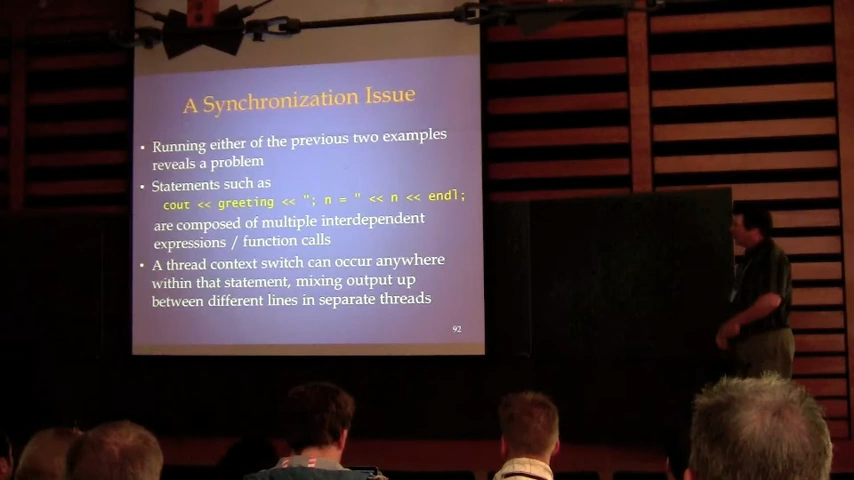 A Synchronization Issue
• Running either of the previous two examples
reveals a problem
• Statements such as
cout << greeting << "; n = " << n << endl;
are composed of multiple interdependent
expressions / function calls
• A thread context switch can occur anywhere
within that statement, mixing output up
between different lines in separate threads
92